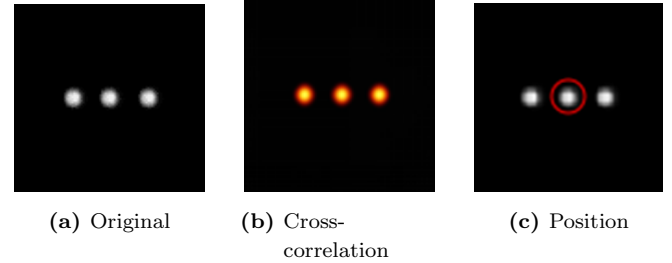 (a) Original
(b) Cross-
correlation
(c) Position